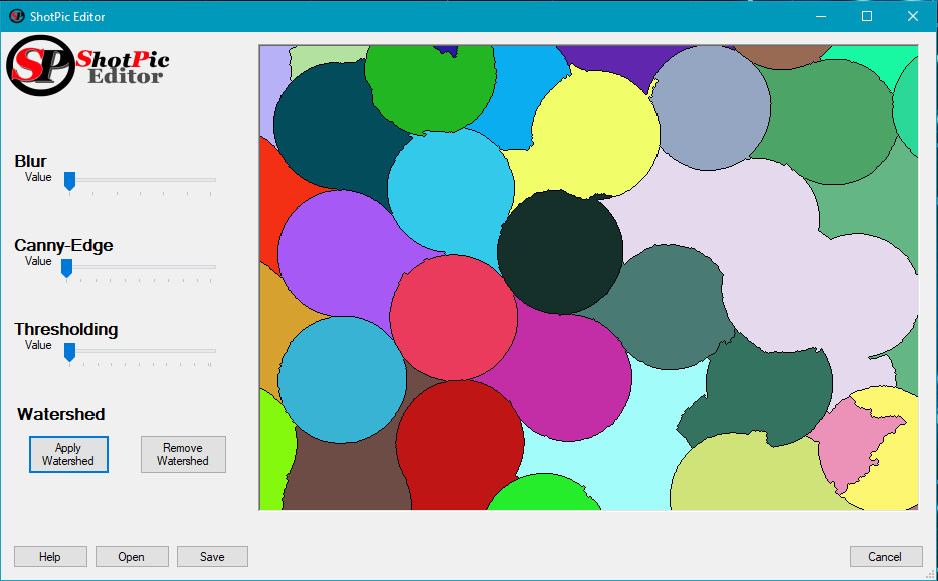 ShotPic Editor
SP ShotPic
Editor
Blur
Value
Canny-Edge
Value
Thresholding
Value
Watershed
Apply
Watershed
Remove
Watershed
Help
Open
Save
Cancel